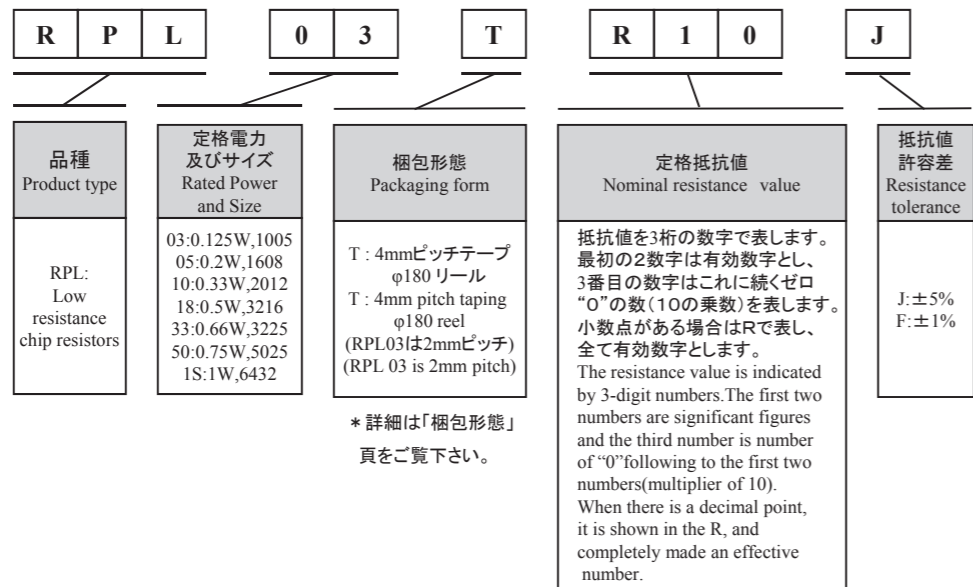 R P L 0 3 T R 1 0 J
品種
Product type
RPL:
Low
resistance
chip resistors
定格電力
及びサイズ
Rated Power
and Size
03:0.125W,1005
05:0.2W,1608
10:0.33W,2012
18:0.5W,3216
33:0.66W,3225
50:0.75W,5025
1S:1W,6432
梱包形態
Packaging form
T : 4mmピッチテープ
φ180 リール
T : 4mm pitch taping
φ180 reel
(RPL03は2mmピッチ)
(RPL 03 is 2mm pitch)
＊詳細は「梱包形態」
頁をご覧下さい。
定格抵抗値
Nominal resistance value
抵抗値を3桁の数字で表します。
最初の２数字は有効数字とし、
3番目の数字はこれに続くゼロ
“0”の数（１０の乗数）を表します。
小数点がある場合はＲで表し、
全て有効数字とします。
The resistance value is indicated
by 3-digit numbers.The first two
numbers are significant figures
and the third number is number
of “0”following to the first two
numbers(multiplier of 10).
When there is a decimal point,
it is shown in the R, and
completely made an effective
number.
抵抗値
許容差
Resistance
tolerance
J:±5%
F:±1%